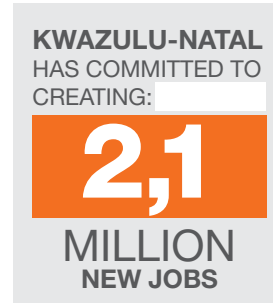 KWAZULU-NATAL
HAS COMMITTED TO
CREATING:
2,1
MILLION
NEW JOBS